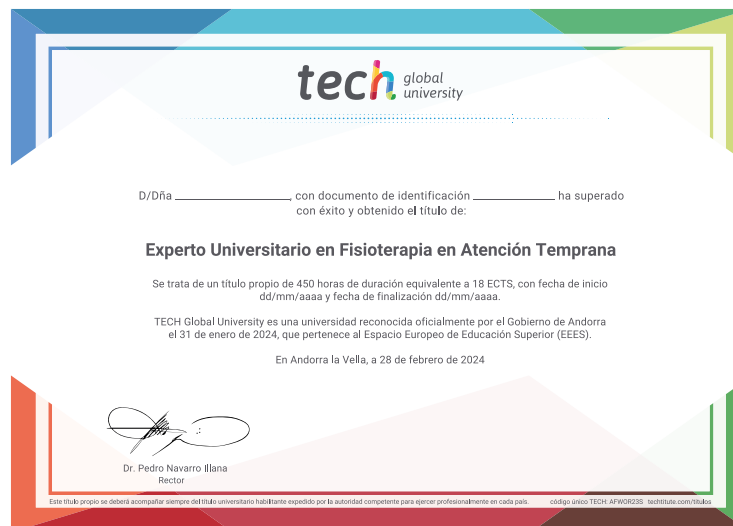 tech global university
D/Dña ____________________, con documento de identificación ______________ ha superado
con éxito y obtenido el título de:
Experto Universitario en Fisioterapia en Atención Temprana
Se trata de un título propio de 450 horas de duración equivalente a 18 ECTS, con fecha de inicio
dd/mm/aaaa y fecha de finalización dd/mm/aaaa.
TECH Global University es una universidad reconocida oficialmente por el Gobierno de Andorra
el 31 de enero de 2024, que pertenece al Espacio Europeo de Educación Superior (EEES).
En Andorra la Vella, a 28 de febrero de 2024
Dr. Pedro Navarro Illana
Rector
Este título propio se deberá acompañar siempre del título universitario habilitante expedido por la autoridad competente para ejercer profesionalmente en cada país. código único TECH: AFWOR23S techtitute.com/titulos